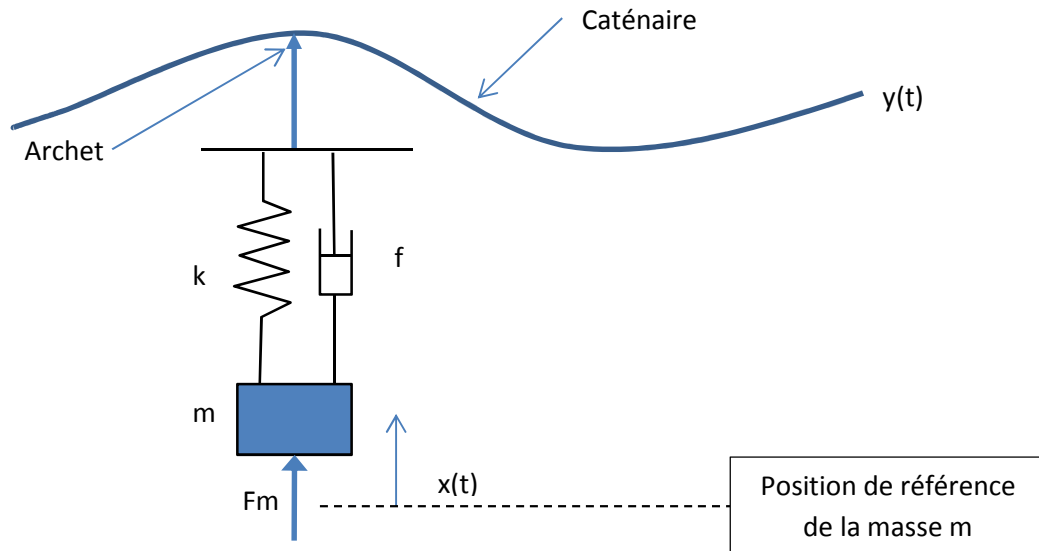 Caténaire
y(t)
Archet
k
f
m
Fm
x(t)
Position de référence
de la masse m